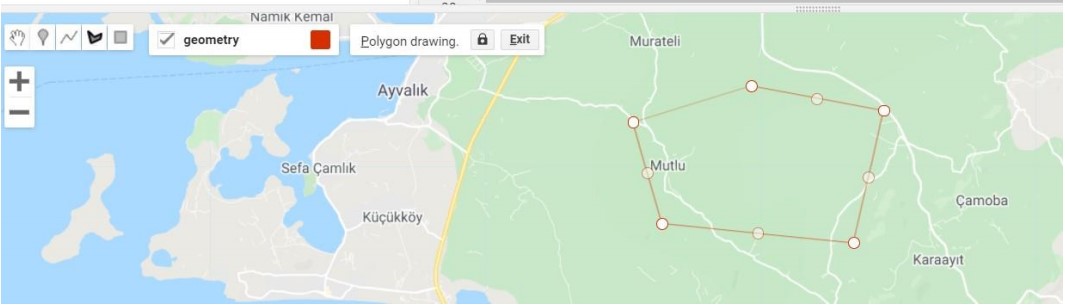 Namık Kemal
geometry
Polygon drawing.
Exit
Murateli
Ayvalık
Sefa Çamlık
Mutlu
Çamoba
Küçükköy
Karaayıt